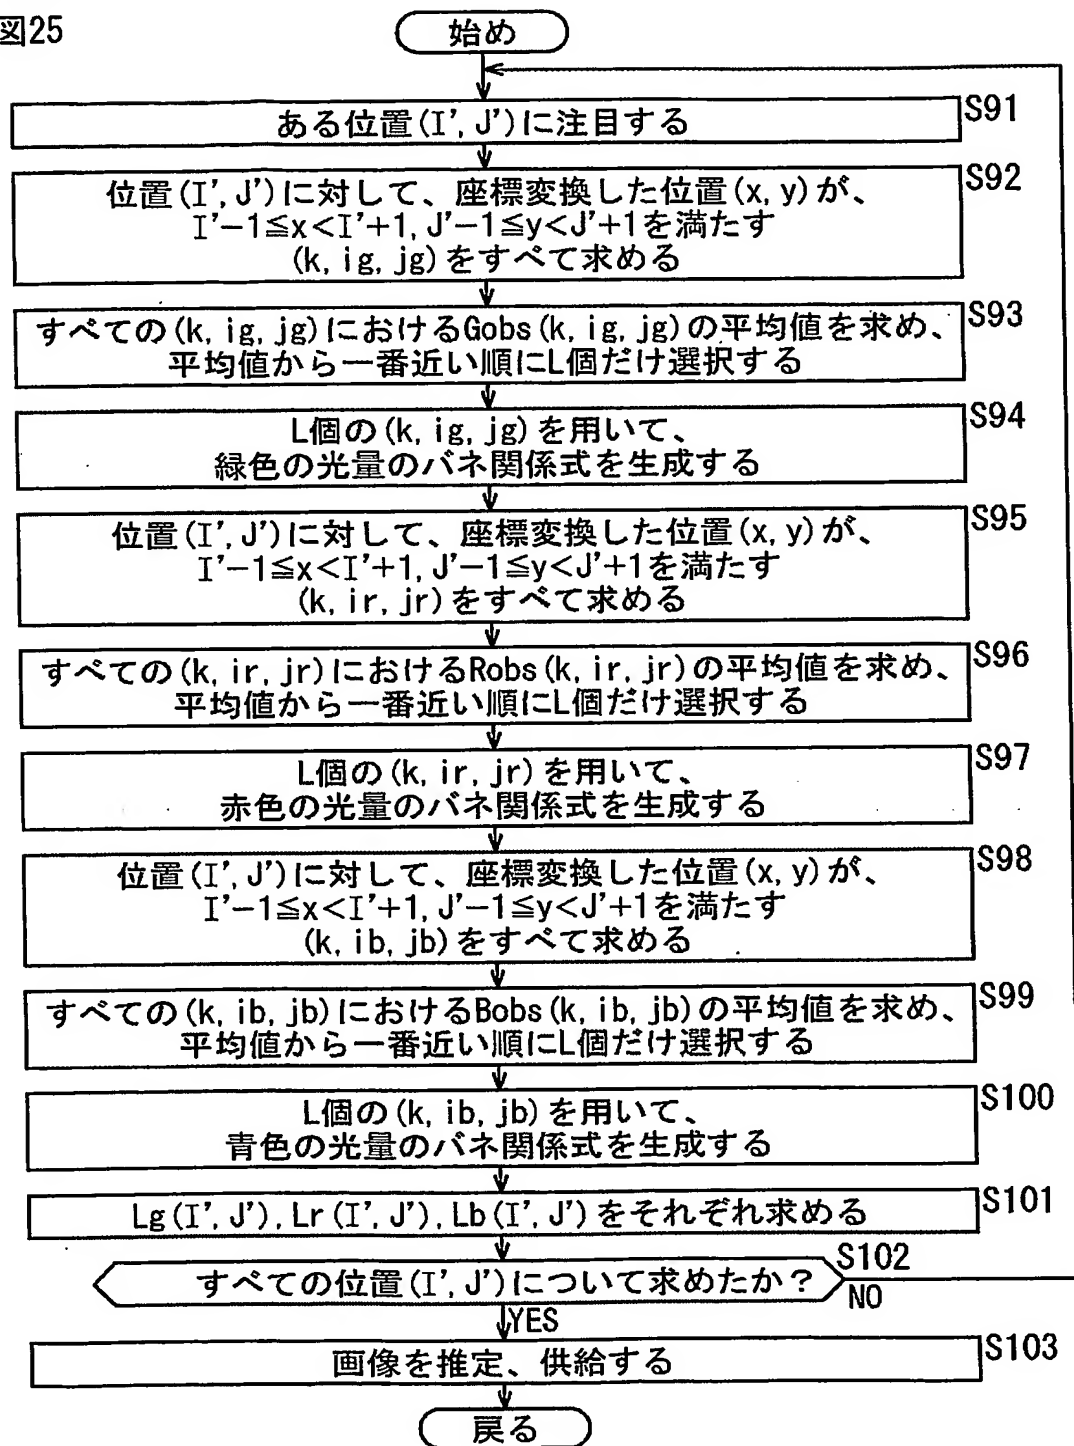 図25
始め
ある位置(I', J')に注目する
S91
位置(I', J')に対して、座標変換した位置(x, y)が、
I'-1≦x<I'+1, J'-1≦y<J'+1を満たす
(k, ig, jg)をすべて求める
S92
すべての(k, ig, jg)におけるGobs(k, ig, jg)の平均値を求め、
平均値から一番近い順にL個だけ選択する
S93
L個の(k, ig, jg)を用いて、
緑色の光量のバネ関係式を生成する
S94
位置(I', J')に対して、座標変換した位置(x, y)が、
I'-1≦x<I'+1, J'-1≦y<J'+1を満たす
(k, ir, jr)をすべて求める
S95
すべての(k, ir, jr)におけるRobs(k, ir, jr)の平均値を求め、
平均値から一番近い順にL個だけ選択する
S96
L個の(k, ir, jr)を用いて、
赤色の光量のバネ関係式を生成する
S97
位置(I', J')に対して、座標変換した位置(x, y)が、
I'-1≦x<I'+1, J'-1≦y<J'+1を満たす
(k, ib, jb)をすべて求める
S98
すべての(k, ib, jb)におけるBobs(k, ib, jb)の平均値を求め、
平均値から一番近い順にL個だけ選択する
S99
L個の(k, ib, jb)を用いて、
青色の光量のバネ関係式を生成する
S100
Lg(I', J'), Lr(I', J'), Lb(I', J')をそれぞれ求める
S101
すべての位置(I', J')について求めたか？
S102
NO
YES
画像を推定、供給する
S103
戻る